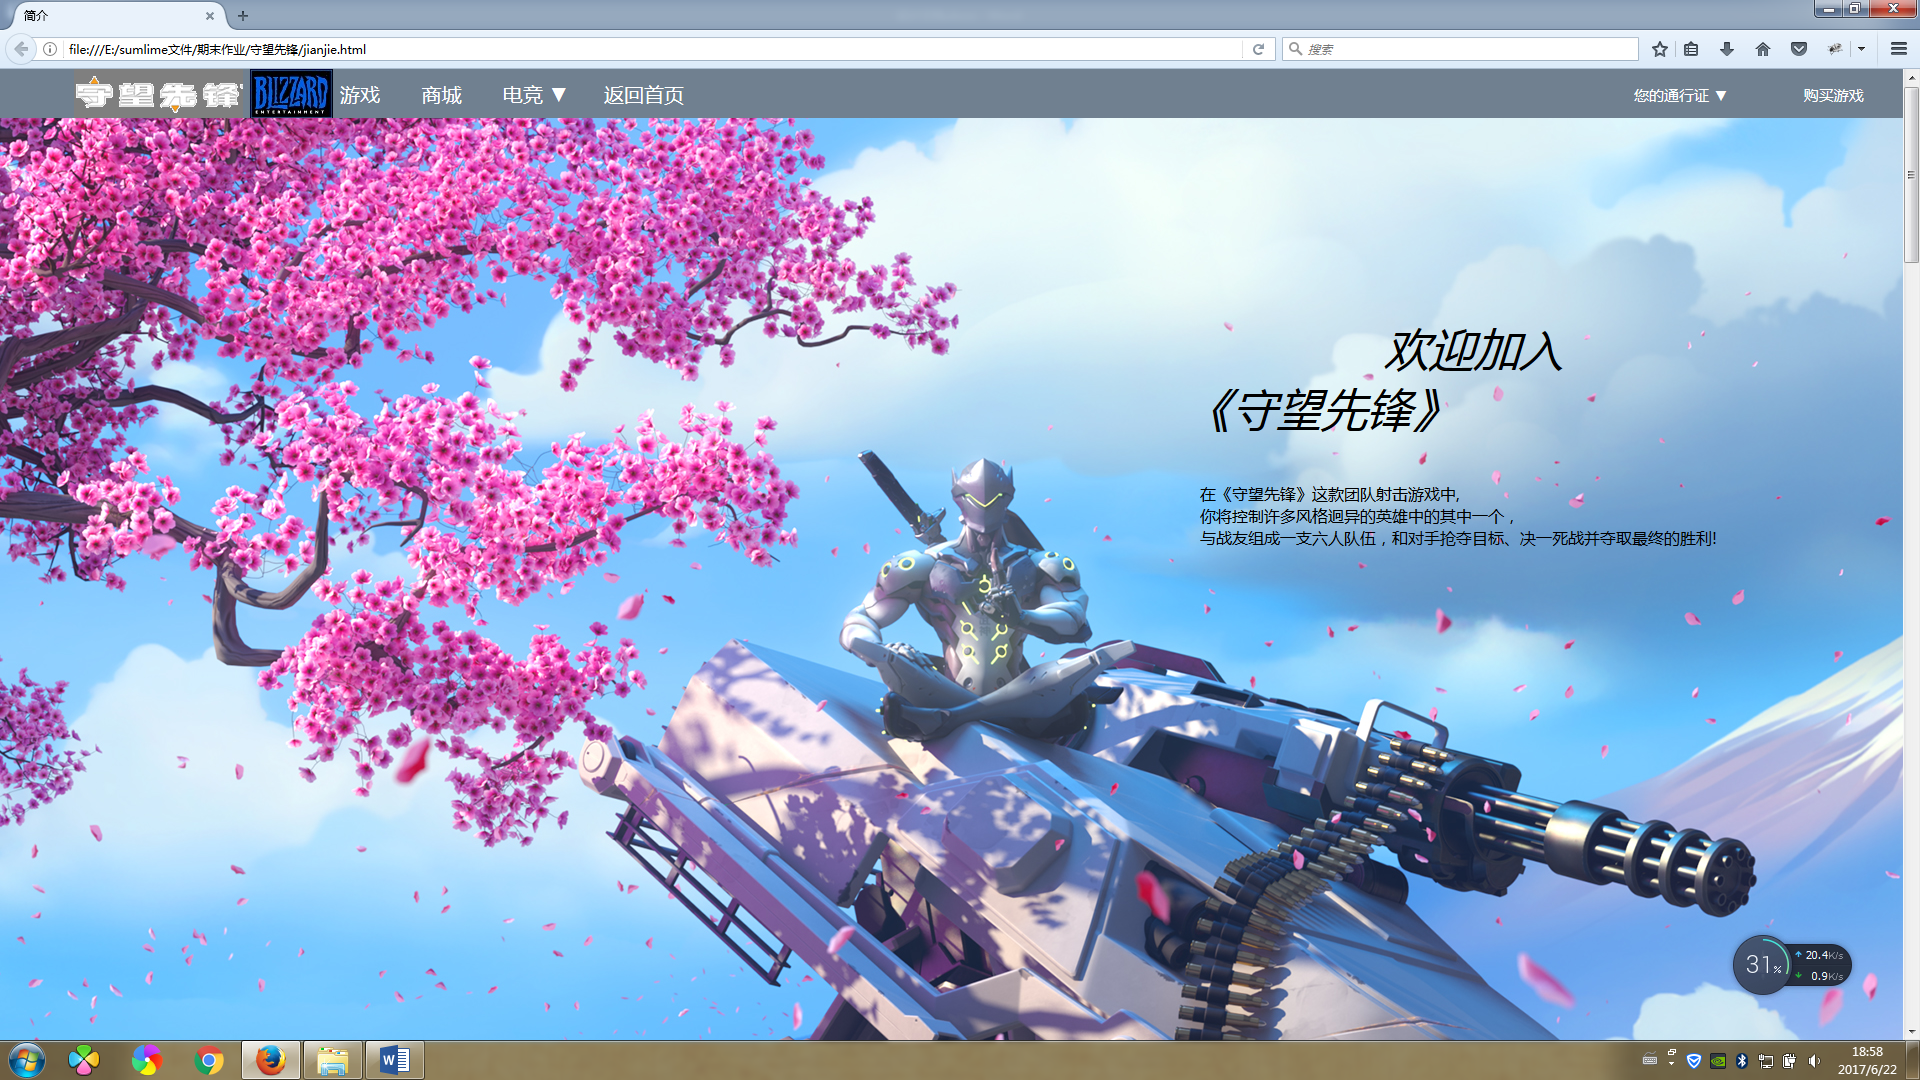 简介
file:///E:/sumlime文件/期末作业/守望先锋/jianjie.html
搜索
守望先锋 BLIZZARD ENTERTAINMENT 游戏 商城 电竞 ▼ 返回首页 您的通行证 ▼ 购买游戏
欢迎加入
《守望先锋》
在《守望先锋》这款团队射击游戏中,
你将控制许多风格迥异的英雄中的其中一个，
与战友组成一支六人队伍，和对手抢夺目标、决一死战并夺取最终的胜利!
31% 20.4K/s
0.9K/s
18:58
2017/6/22